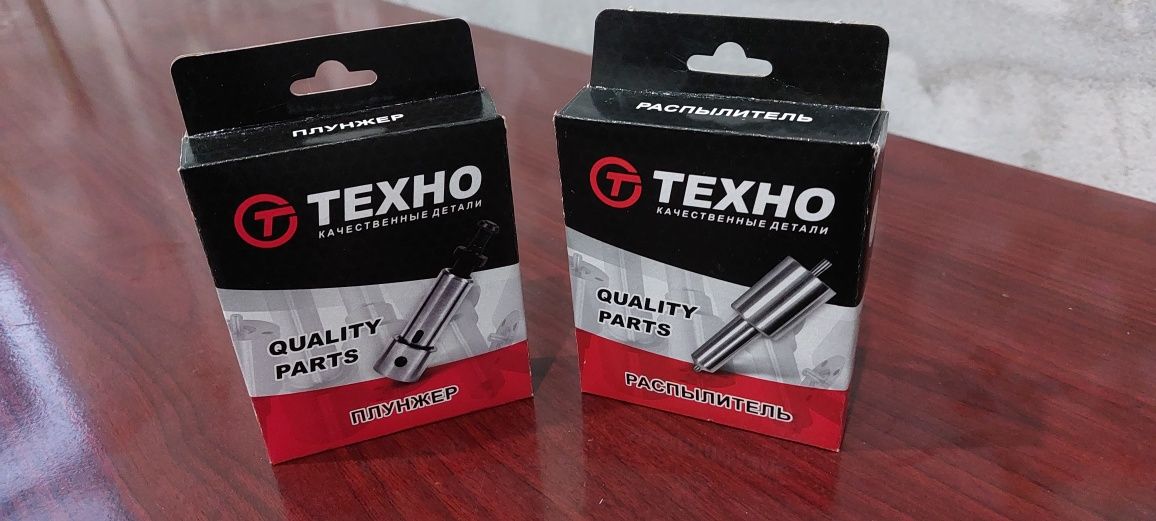 ПЛУНЖЕР
ТЕХНО
КАЧЕСТВЕННЫЕ ДЕТАЛИ
QUALITY
PARTS
ПЛУНЖЕР
РАСПЫЛИТЕЛЬ
ТЕХНО
КАЧЕСТВЕННЫЕ ДЕТАЛИ
QUALITY
PARTS
РАСПЫЛИТЕЛЬ